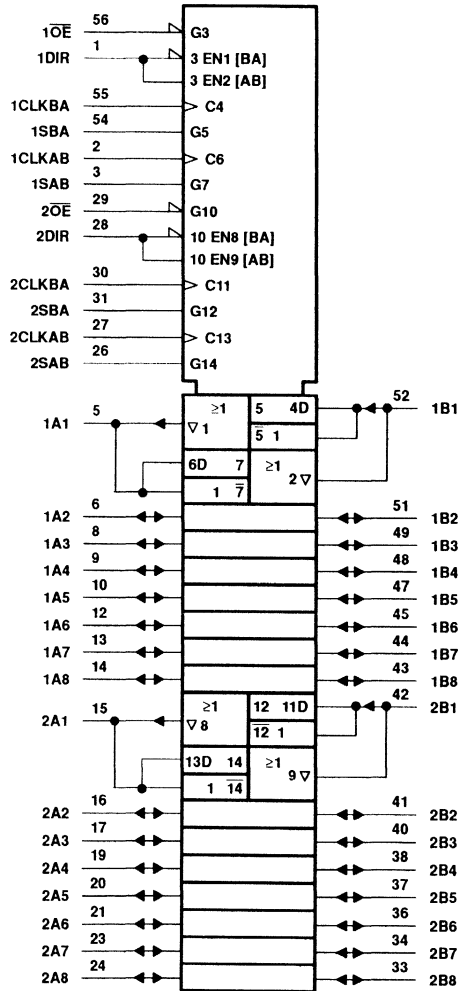 1O̅E̅ 56 G3
1DIR 1 3 EN1 [BA]
3 EN2 [AB]
1CLKBA 55 C4
1SBA 54 G5
1CLKAB 2 C6
1SAB 3 G7
2O̅E̅ 29 G10
2DIR 28 10 EN8 [BA]
10 EN9 [AB]
2CLKBA 30 C11
2SBA 31 G12
2CLKAB 27 C13
2SAB 26 G14
1A1 5 ≥1 5 4D 52 1B1
▽ 1 5̅ 1
6D 7 ≥1
1 7̅ 2 ▽
1A2 6 51 1B2
1A3 8 49 1B3
1A4 9 48 1B4
1A5 10 47 1B5
1A6 12 45 1B6
1A7 13 44 1B7
1A8 14 43 1B8
2A1 15 ≥1 12 11D 42 2B1
▽ 8 1̅2̅ 1
13D 14 ≥1
1 1̅4̅ 9 ▽
2A2 16 41 2B2
2A3 17 40 2B3
2A4 19 38 2B4
2A5 20 37 2B5
2A6 21 36 2B6
2A7 23 34 2B7
2A8 24 33 2B8